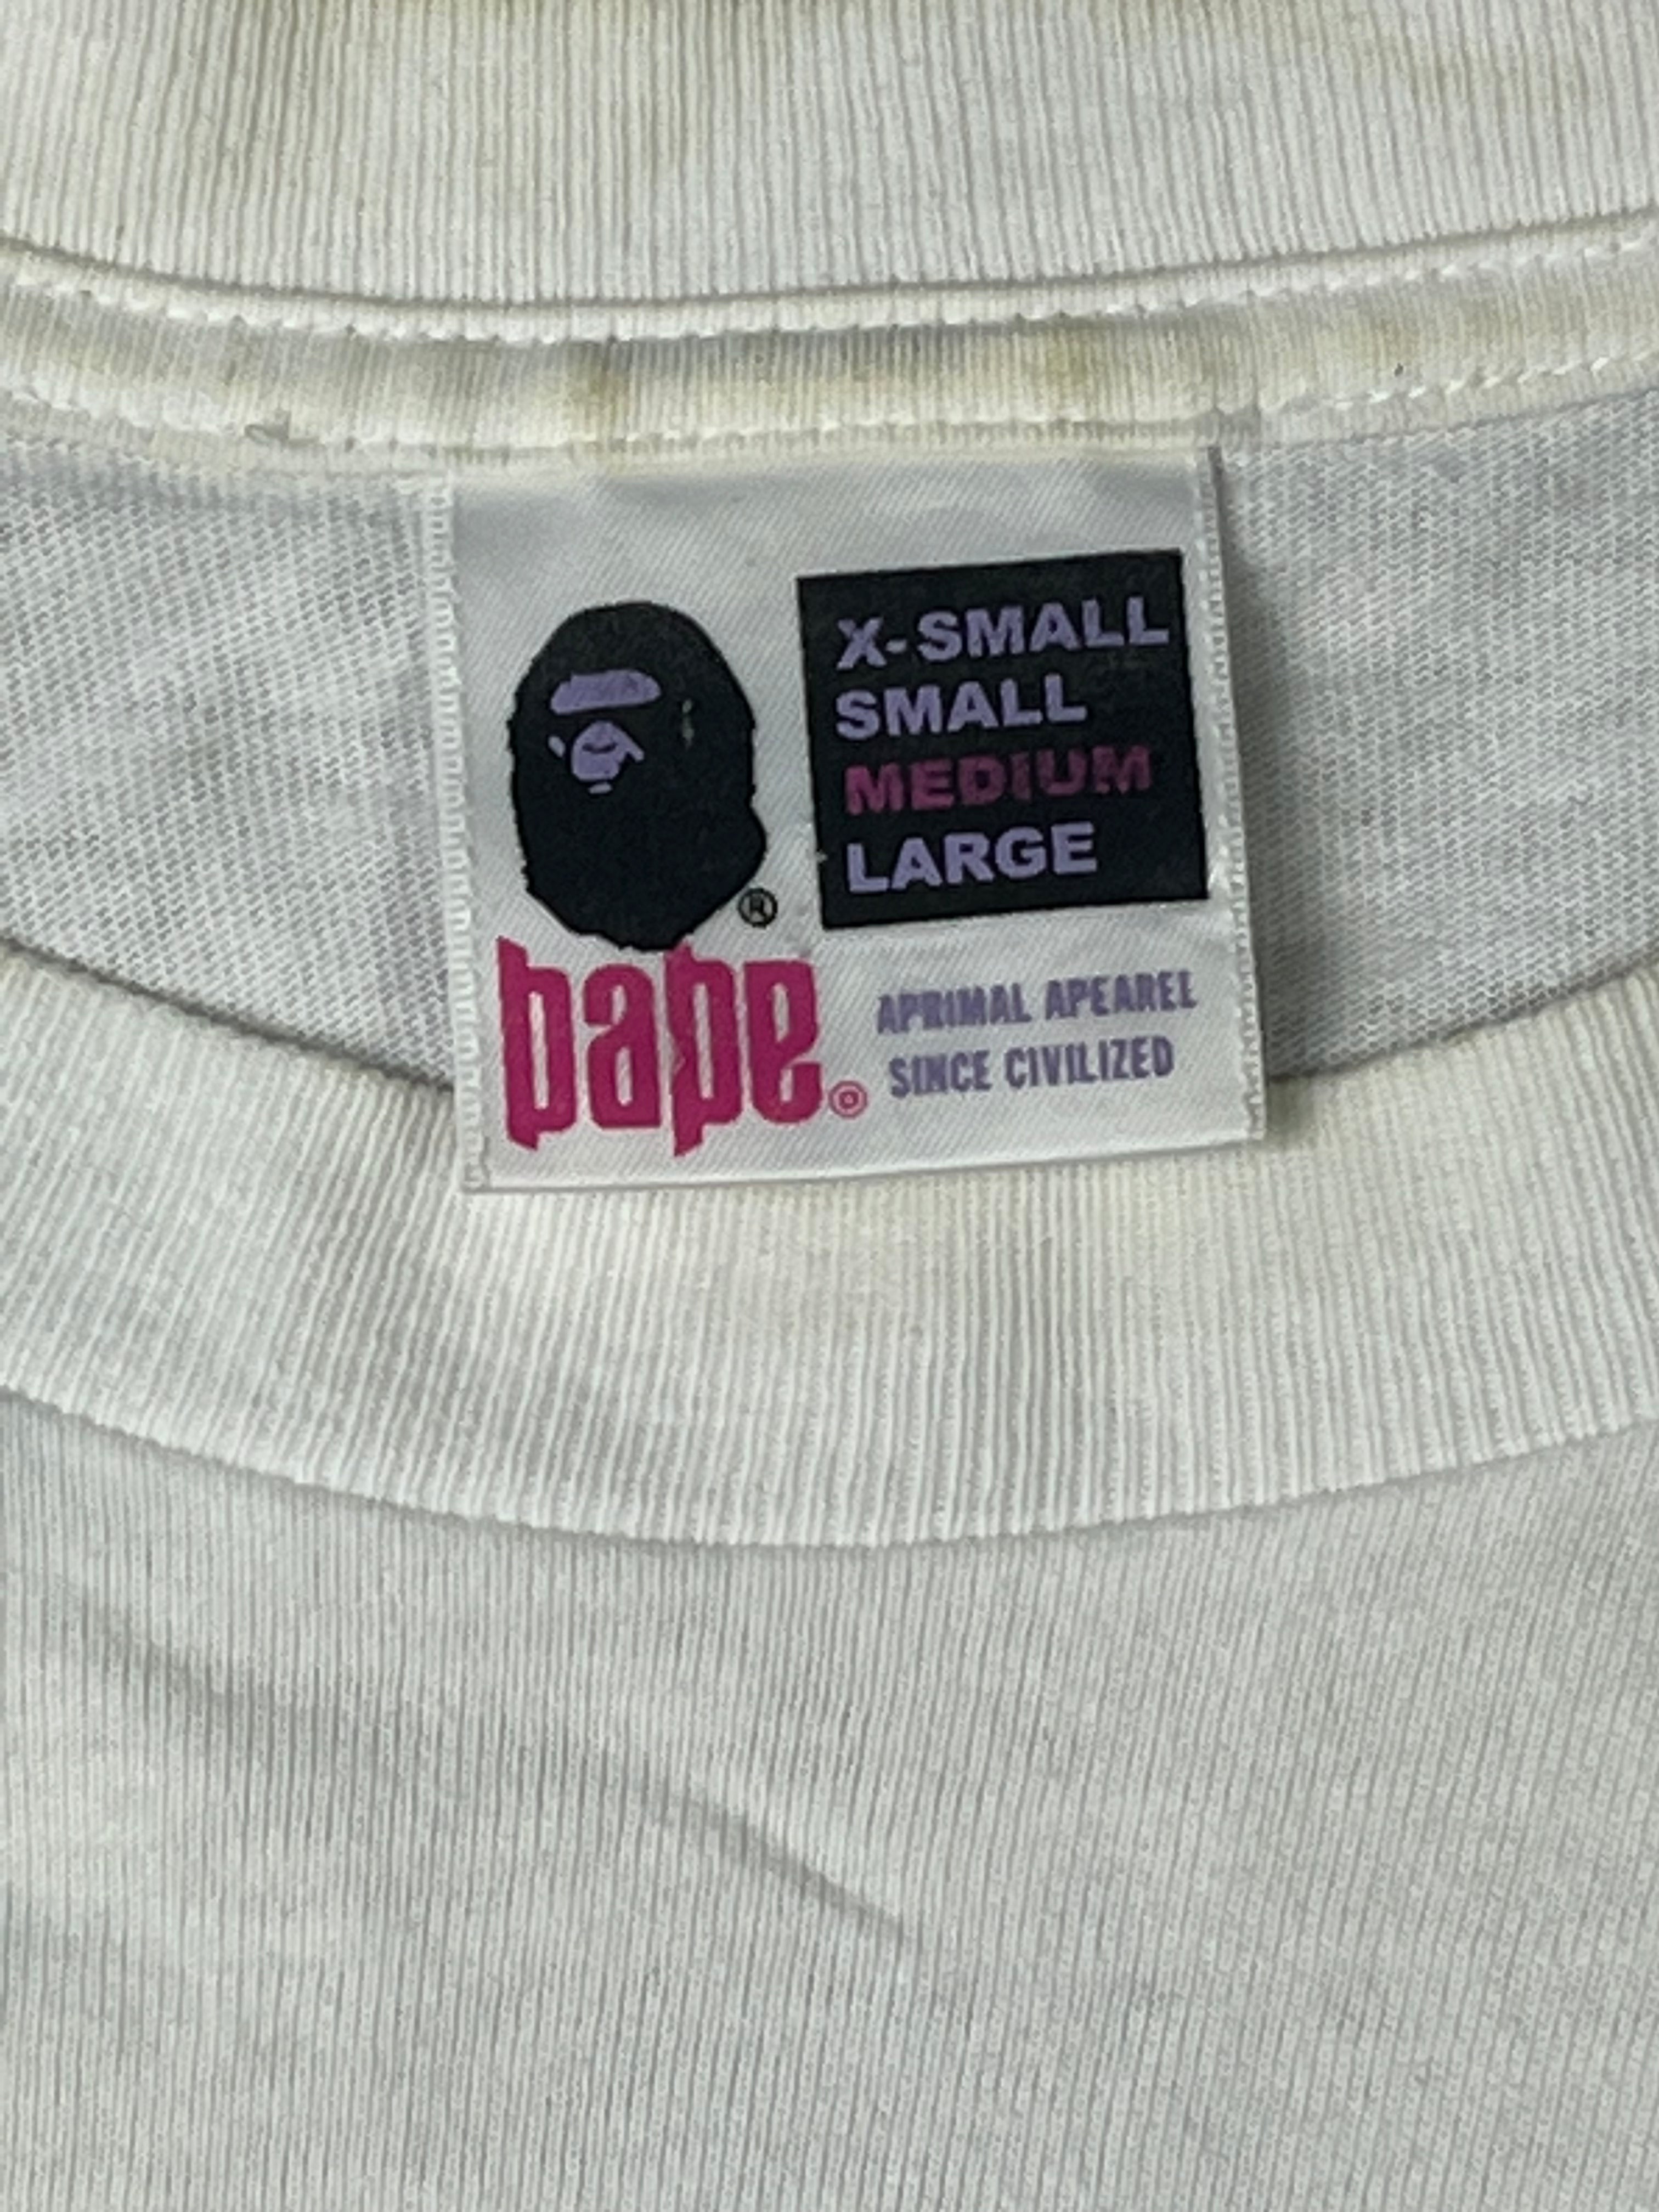 X-SMALL
SMALL
MEDIUM
LARGE
®
bape®
APRIMAL APEAREL
SINCE CIVILIZED